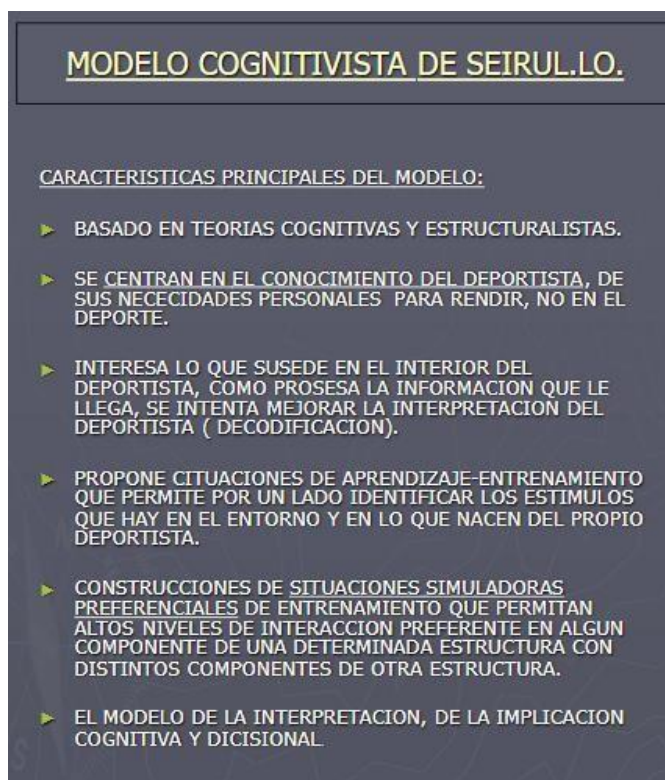 MODELO COGNITIVISTA DE SEIRUL.LO.
CARACTERISTICAS PRINCIPALES DEL MODELO:
► BASADO EN TEORIAS COGNITIVAS Y ESTRUCTURALISTAS.
► SE CENTRAN EN EL CONOCIMIENTO DEL DEPORTISTA, DE
SUS NECECIDADES PERSONALES PARA RENDIR, NO EN EL
DEPORTE.
► INTERESA LO QUE SUSEDE EN EL INTERIOR DEL
DEPORTISTA, COMO PROSESA LA INFORMACION QUE LE
LLEGA, SE INTENTA MEJORAR LA INTERPRETACION DEL
DEPORTISTA ( DECODIFICACION).
► PROPONE CITUACIONES DE APRENDIZAJE-ENTRENAMIENTO
QUE PERMITE POR UN LADO IDENTIFICAR LOS ESTIMULOS
QUE HAY EN EL ENTORNO Y EN LO QUE NACEN DEL PROPIO
DEPORTISTA.
► CONSTRUCCIONES DE SITUACIONES SIMULADORAS
PREFERENCIALES DE ENTRENAMIENTO QUE PERMITAN
ALTOS NIVELES DE INTERACCION PREFERENTE EN ALGUN
COMPONENTE DE UNA DETERMINADA ESTRUCTURA CON
DISTINTOS COMPONENTES DE OTRA ESTRUCTURA.
► EL MODELO DE LA INTERPRETACION, DE LA IMPLICACION
COGNITIVA Y DICISIONAL